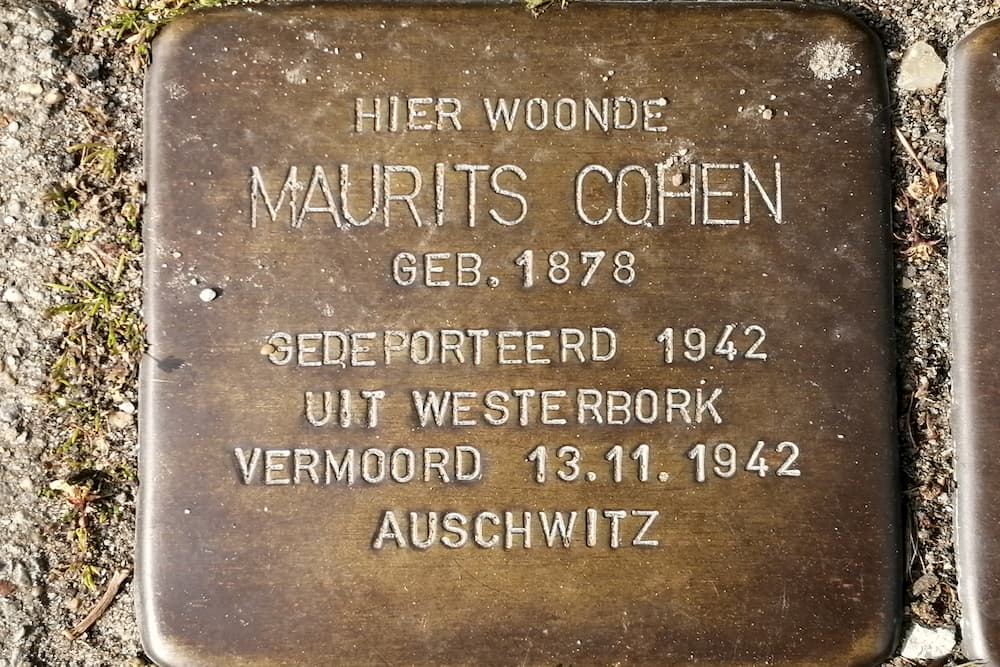 HIER WOONDE
MAURITS COHEN
GEB. 1878
GEDEPORTEERD 1942
UIT WESTERBORK
VERMOORD 13.11.1942
AUSCHWITZ